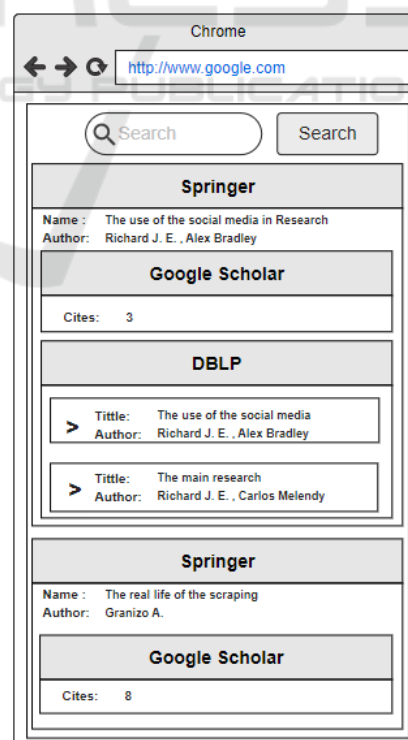 Chrome
http://www.google.com
Search
Search
Springer
Name : The use of the social media in Research
Author: Richard J. E. , Alex Bradley
Google Scholar
Cites: 3
DBLP
> Tittle: The use of the social media
Author: Richard J. E. , Alex Bradley
> Tittle: The main research
Author: Richard J. E. , Carlos Melendy
Springer
Name : The real life of the scraping
Author: Granizo A.
Google Scholar
Cites: 8